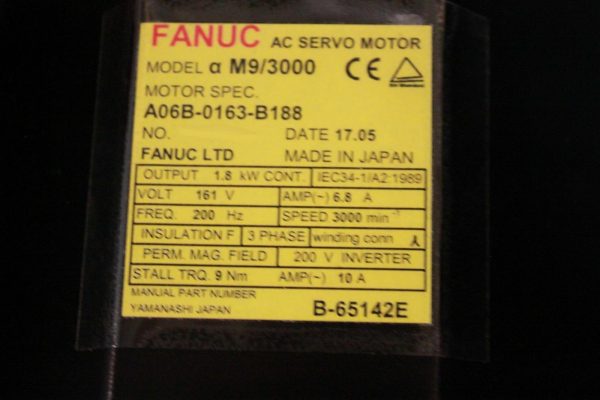 FANUC AC SERVO MOTOR
MODEL α M9/3000 CE
MOTOR SPEC.
A06B-0163-B188
NO. DATE 17.05
FANUC LTD MADE IN JAPAN
OUTPUT 1.8 kW CONT. IEC34-1/A2:1989
VOLT 161 V AMP(~) 6.8 A
FREQ. 200 Hz SPEED 3000 min⁻¹
INSULATION F 3 PHASE winding conn
PERM. MAG. FIELD 200 V INVERTER
STALL TRQ. 9 Nm AMP(~) 10 A
MANUAL PART NUMBER
YAMANASHI JAPAN B-65142E